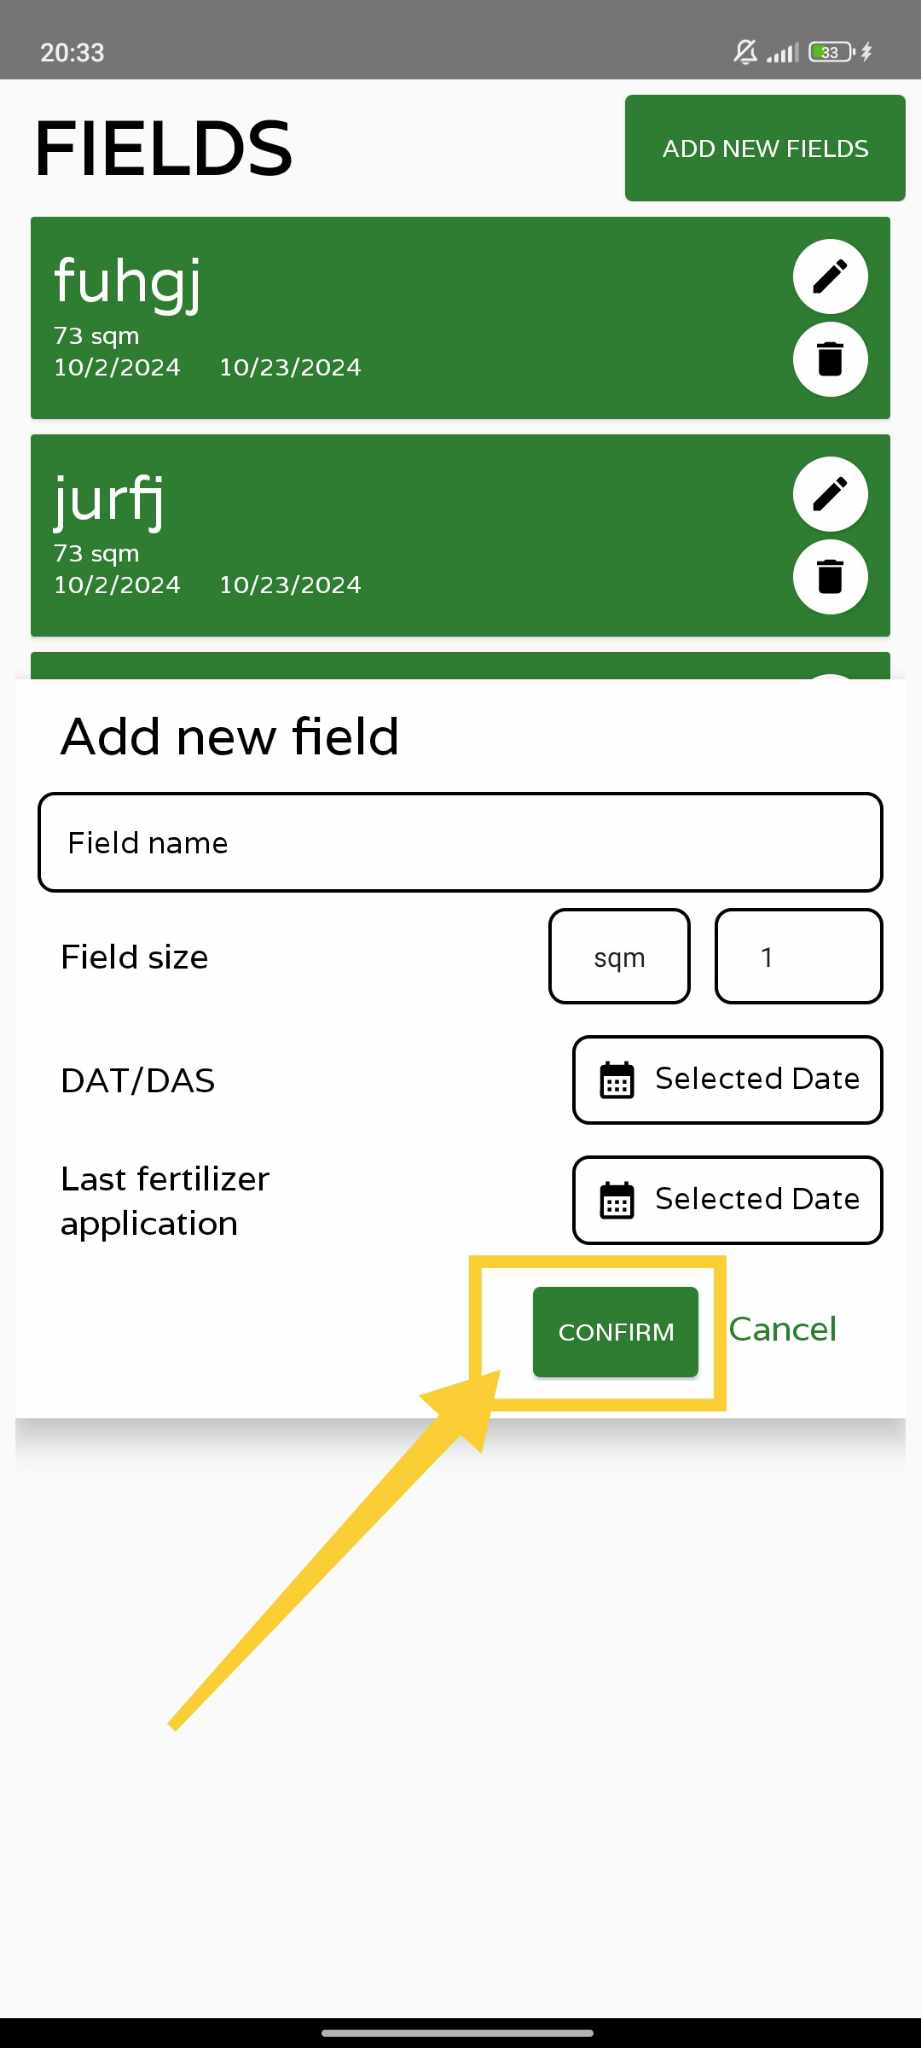 20:33
33
FIELDS
ADD NEW FIELDS
fuhgj
73 sqm
10/2/2024 10/23/2024
jurfj
73 sqm
10/2/2024 10/23/2024
Add new field
Field name
Field size
sqm
1
DAT/DAS
Selected Date
Last fertilizer
application
Selected Date
CONFIRM
Cancel